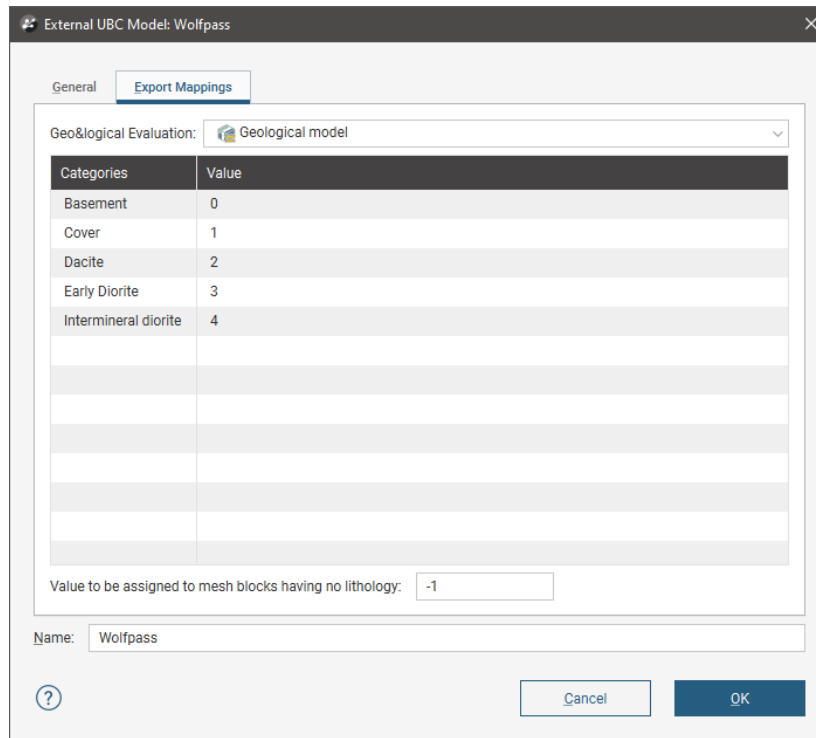 External UBC Model: Wolfpass
General Export Mappings
Geo&logical Evaluation: Geological model
Categories Value
Basement 0
Cover 1
Dacite 2
Early Diorite 3
Intermineral diorite 4
Value to be assigned to mesh blocks having no lithology: -1
Name: Wolfpass
? Cancel OK